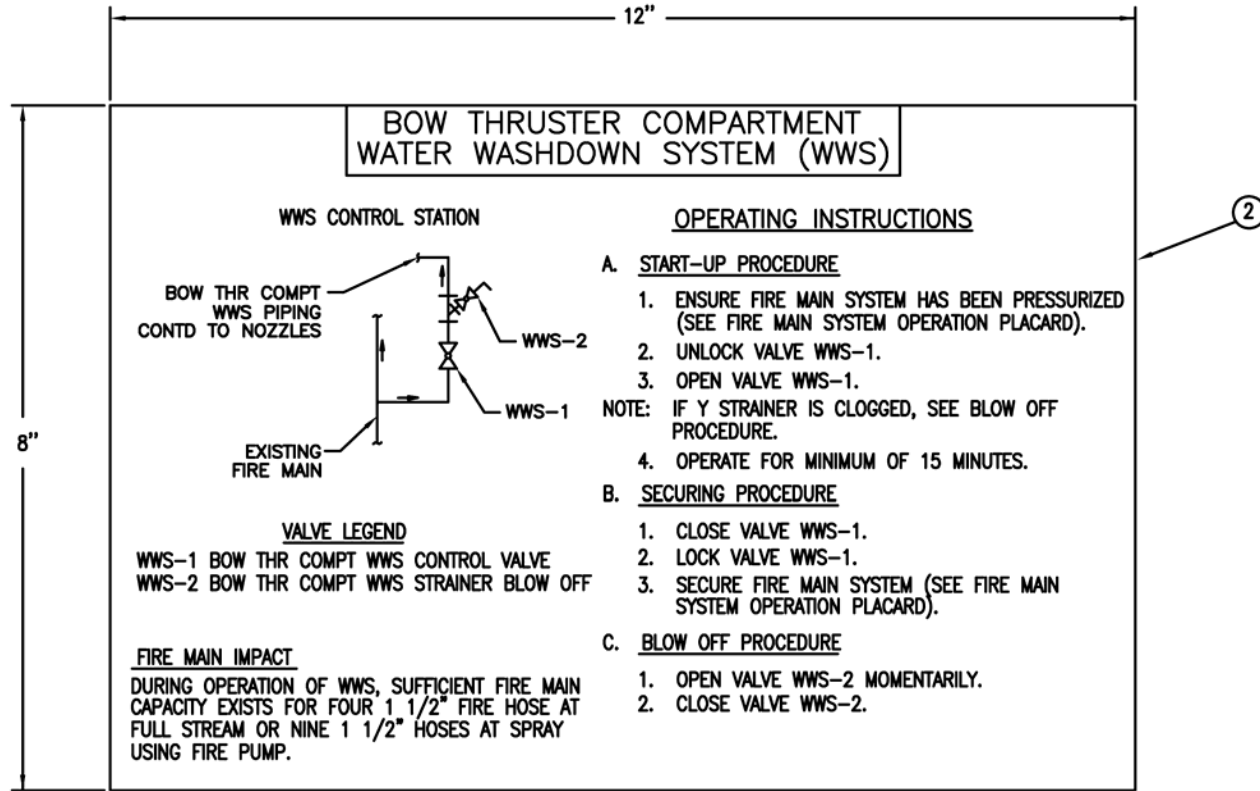 12"
8"
2
BOW THRUSTER COMPARTMENT
WATER WASHDOWN SYSTEM (WWS)
WWS CONTROL STATION
BOW THR COMPT
WWS PIPING
CONTD TO NOZZLES
WWS-2
WWS-1
EXISTING
FIRE MAIN
VALVE LEGEND
WWS-1 BOW THR COMPT WWS CONTROL VALVE
WWS-2 BOW THR COMPT WWS STRAINER BLOW OFF
FIRE MAIN IMPACT
DURING OPERATION OF WWS, SUFFICIENT FIRE MAIN
CAPACITY EXISTS FOR FOUR 1 1/2" FIRE HOSE AT
FULL STREAM OR NINE 1 1/2" HOSES AT SPRAY
USING FIRE PUMP.
OPERATING INSTRUCTIONS
A. START-UP PROCEDURE
1. ENSURE FIRE MAIN SYSTEM HAS BEEN PRESSURIZED
(SEE FIRE MAIN SYSTEM OPERATION PLACARD).
2. UNLOCK VALVE WWS-1.
3. OPEN VALVE WWS-1.
NOTE: IF Y STRAINER IS CLOGGED, SEE BLOW OFF
PROCEDURE.
4. OPERATE FOR MINIMUM OF 15 MINUTES.
B. SECURING PROCEDURE
1. CLOSE VALVE WWS-1.
2. LOCK VALVE WWS-1.
3. SECURE FIRE MAIN SYSTEM (SEE FIRE MAIN
SYSTEM OPERATION PLACARD).
C. BLOW OFF PROCEDURE
1. OPEN VALVE WWS-2 MOMENTARILY.
2. CLOSE VALVE WWS-2.